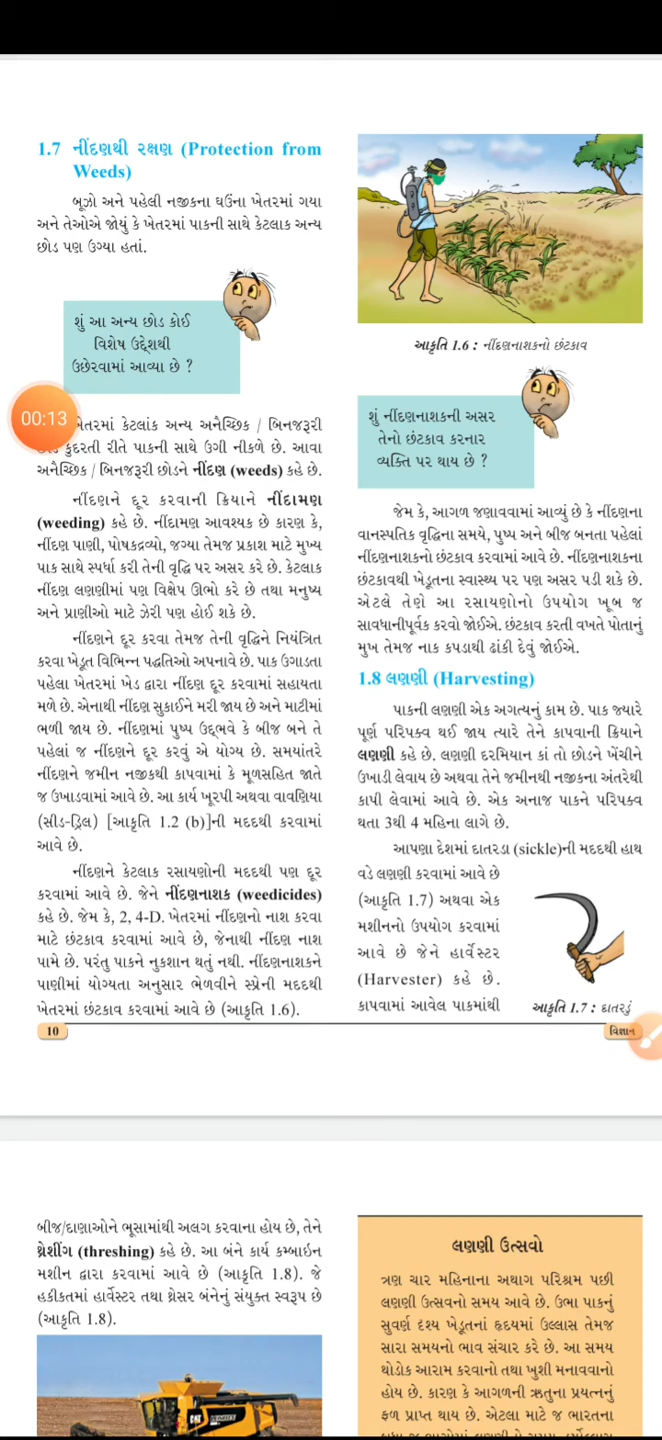 1.7 નીંદણથી રક્ષણ (Protection from
Weeds)
બૂઝો અને પહેલી નજીકના ઘઉંના ખેતરમાં ગયા
અને તેઓએ જોયું કે ખેતરમાં પાકની સાથે કેટલાક અન્ય
છોડ પણ ઉગ્યા હતાં.
શું આ અન્ય છોડ કોઈ
વિશેષ ઉદ્દેશથી
ઉછેરવામાં આવ્યા છે ?
00:13
ખેતરમાં કેટલાંક અન્ય અનૈચ્છિક / બિનજરૂરી
કુદરતી રીતે પાકની સાથે ઉગી નીકળે છે. આવા
અનૈચ્છિક / બિનજરૂરી છોડને નીંદણ (weeds) કહે છે.
નીંદણને દૂર કરવાની ક્રિયાને નીંદામણ
(weeding) કહે છે. નીંદામણ આવશ્યક છે કારણ કે,
નીંદણ પાણી, પોષકદ્રવ્યો, જગ્યા તેમજ પ્રકાશ માટે મુખ્ય
પાક સાથે સ્પર્ધા કરી તેની વૃદ્ધિ પર અસર કરે છે. કેટલાક
નીંદણ લણણીમાં પણ વિક્ષેપ ઊભો કરે છે તથા મનુષ્ય
અને પ્રાણીઓ માટે ઝેરી પણ હોઈ શકે છે.
નીંદણને દૂર કરવા તેમજ તેની વૃદ્ધિને નિયંત્રિત
કરવા ખેડૂત વિભિન્ન પદ્ધતિઓ અપનાવે છે. પાક ઉગાડતા
પહેલા ખેતરમાં ખેડ દ્વારા નીંદણ દૂર કરવામાં સહાયતા
મળે છે. એનાથી નીંદણ સુકાઈને મરી જાય છે અને માટીમાં
ભળી જાય છે. નીંદણમાં પુષ્પ ઉદ્દભવે કે બીજ બને તે
પહેલાં જ નીંદણને દૂર કરવું એ યોગ્ય છે. સમયાંતરે
નીંદણને જમીન નજીકથી કાપવામાં કે મૂળસહિત જાતે
જ ઉખાડવામાં આવે છે. આ કાર્ય ખૂરપી અથવા વાવણિયા
(સીડ-ડ્રિલ) [આકૃતિ 1.2 (b)]ની મદદથી કરવામાં
આવે છે.
નીંદણને કેટલાક રસાયણોની મદદથી પણ દૂર
કરવામાં આવે છે. જેને નીંદણનાશક (weedicides)
કહે છે. જેમ કે, 2, 4-D. ખેતરમાં નીંદણનો નાશ કરવા
માટે છંટકાવ કરવામાં આવે છે, જેનાથી નીંદણ નાશ
પામે છે. પરંતુ પાકને નુકશાન થતું નથી. નીંદણનાશકને
પાણીમાં યોગ્યતા અનુસાર ભેળવીને સ્પ્રેની મદદથી
ખેતરમાં છંટકાવ કરવામાં આવે છે (આકૃતિ 1.6).
આકૃતિ 1.6 : નીંદણનાશકનો છંટકાવ
શું નીંદણનાશકની અસર
તેનો છંટકાવ કરનાર
વ્યક્તિ પર થાય છે ?
જેમ કે, આગળ જણાવવામાં આવ્યું છે કે નીંદણના
વાનસ્પતિક વૃદ્ધિના સમયે, પુષ્પ અને બીજ બનતા પહેલાં
નીંદણનાશકનો છંટકાવ કરવામાં આવે છે. નીંદણનાશકના
છંટકાવથી ખેડૂતના સ્વાસ્થ્ય પર પણ અસર પડી શકે છે.
એટલે તેણે આ રસાયણોનો ઉપયોગ ખૂબ જ
સાવધાનીપૂર્વક કરવો જોઈએ. છંટકાવ કરતી વખતે પોતાનું
મુખ તેમજ નાક કપડાથી ઢાંકી દેવું જોઈએ.
1.8 લણણી (Harvesting)
પાકની લણણી એક અગત્યનું કામ છે. પાક જ્યારે
પૂર્ણ પરિપક્વ થઈ જાય ત્યારે તેને કાપવાની ક્રિયાને
લણણી કહે છે. લણણી દરમિયાન કાં તો છોડને ખેંચીને
ઉખાડી લેવાય છે અથવા તેને જમીનથી નજીકના અંતરેથી
કાપી લેવામાં આવે છે. એક અનાજ પાકને પરિપક્વ
થતા 3થી 4 મહિના લાગે છે.
આપણા દેશમાં દાતરડા (sickle)ની મદદથી હાથ
વડે લણણી કરવામાં આવે છે
(આકૃતિ 1.7) અથવા એક
મશીનનો ઉપયોગ કરવામાં
આવે છે જેને હાર્વેસ્ટર
(Harvester) કહે છે.
કાપવામાં આવેલ પાકમાંથી
આકૃતિ 1.7 : દાતરડું
10
વિજ્ઞાન
બીજ/દાણાઓને ભૂસામાંથી અલગ કરવાના હોય છે, તેને
થ્રેશીંગ (threshing) કહે છે. આ બંને કાર્ય કમ્બાઇન
મશીન દ્વારા કરવામાં આવે છે (આકૃતિ 1.8). જે
હકીકતમાં હાર્વેસ્ટર તથા થ્રેસર બંનેનું સંયુક્ત સ્વરૂપ છે
(આકૃતિ 1.8).
CAT
લણણી ઉત્સવો
ત્રણ ચાર મહિનાના અથાગ પરિશ્રમ પછી
લણણી ઉત્સવનો સમય આવે છે. ઉભા પાકનું
સુવર્ણ દૃશ્ય ખેડૂતનાં હૃદયમાં ઉલ્લાસ તેમજ
સારા સમયનો ભાવ સંચાર કરે છે. આ સમય
થોડોક આરામ કરવાનો તથા ખુશી મનાવવાનો
હોય છે. કારણ કે આગળની ઋતુના પ્રયત્નનું
ફળ પ્રાપ્ત થાય છે. એટલા માટે જ ભારતના